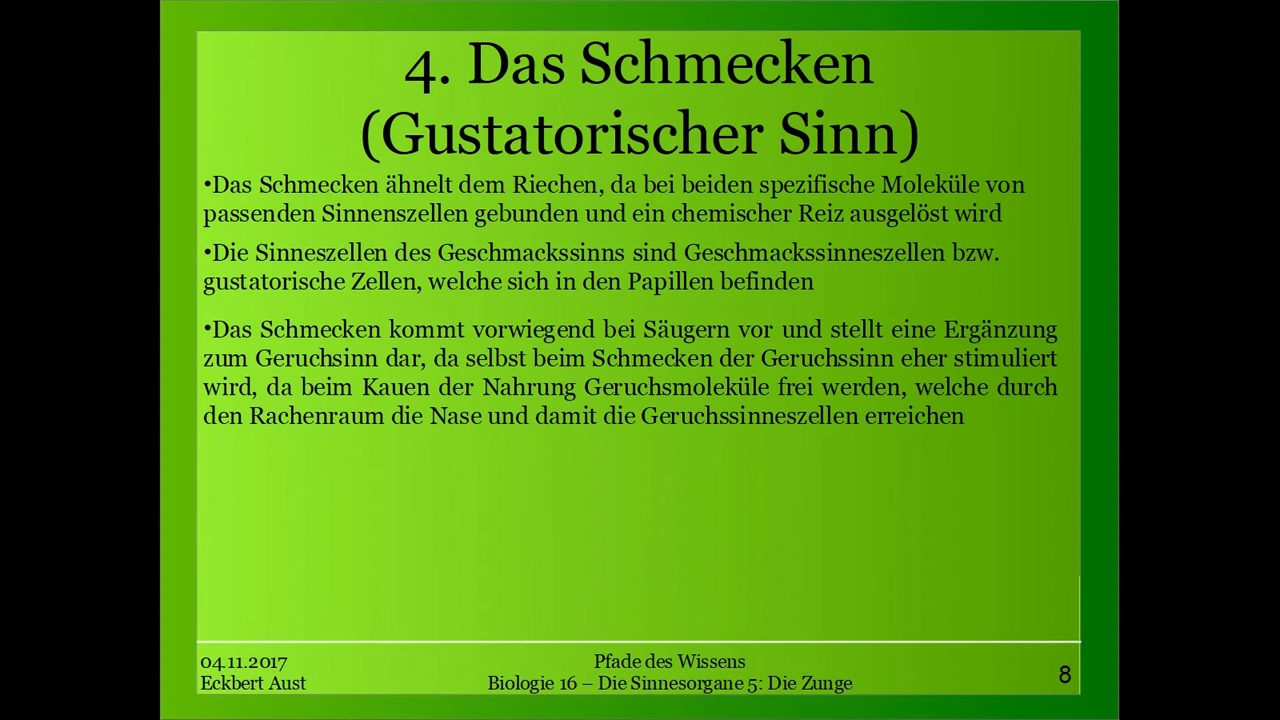 4. Das Schmecken
(Gustatorischer Sinn)
•Das Schmecken ähnelt dem Riechen, da bei beiden spezifische Moleküle von
passenden Sinnenszellen gebunden und ein chemischer Reiz ausgelöst wird
•Die Sinneszellen des Geschmackssinns sind Geschmackssinneszellen bzw.
gustatorische Zellen, welche sich in den Papillen befinden
•Das Schmecken kommt vorwiegend bei Säugern vor und stellt eine Ergänzung
zum Geruchsinn dar, da selbst beim Schmecken der Geruchssinn eher stimuliert
wird, da beim Kauen der Nahrung Geruchsmoleküle frei werden, welche durch
den Rachenraum die Nase und damit die Geruchssinneszellen erreichen
04.11.2017
Eckbert Aust
Pfade des Wissens
Biologie 16 – Die Sinnesorgane 5: Die Zunge
8